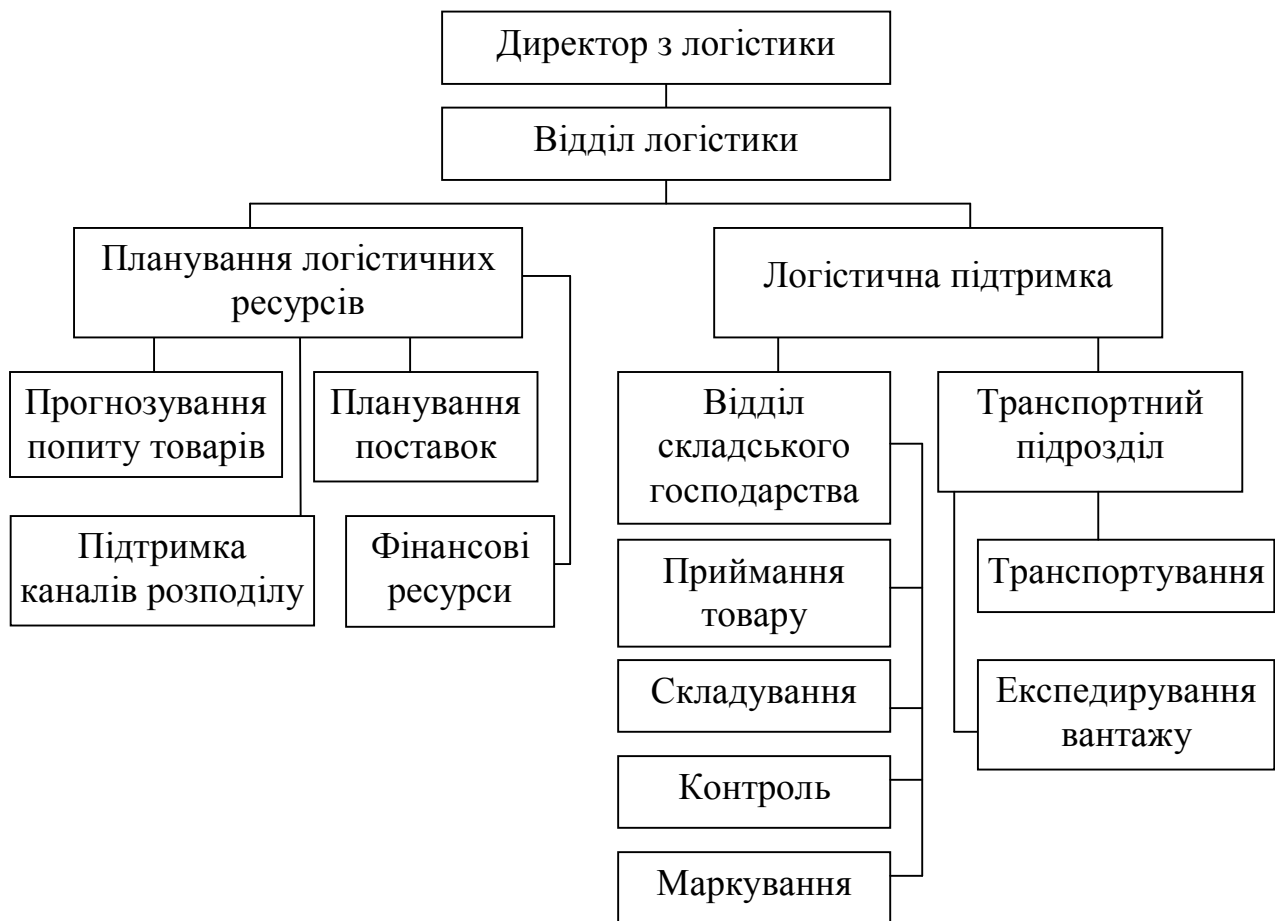 Директор з логістики
Відділ логістики
Планування логістичних
ресурсів
Логістична підтримка
Прогнозування
попиту товарів
Планування
поставок
Відділ
складського
господарства
Транспортний
підрозділ
Підтримка
каналів розподілу
Фінансові
ресурси
Приймання
товару
Транспортування
Складування
Експедирування
вантажу
Контроль
Маркування